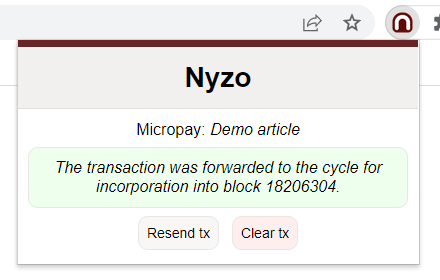 Nyzo
Micropay: Demo article
The transaction was forwarded to the cycle for
incorporation into block 18206304.
Resend tx
Clear tx